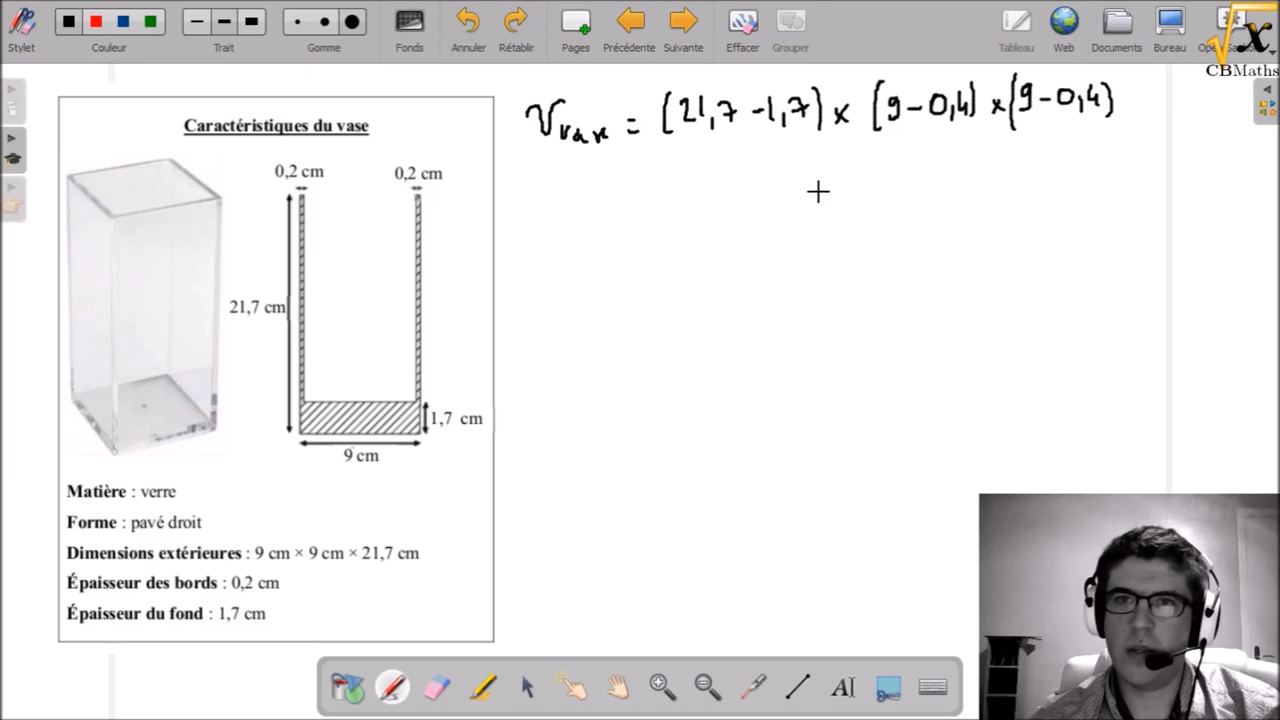 Stylet
Couleur
Trait
Gomme
Fonds
Annuler
Rétablir
Pages
Précédente
Suivante
Effacer
Grouper
Tableau
Web
Documents
Bureau
CBMaths
Caractéristiques du vase
0,2 cm 0,2 cm
21,7 cm
1,7 cm
9 cm
Matière : verre
Forme : pavé droit
Dimensions extérieures : 9 cm × 9 cm × 21,7 cm
Épaisseur des bords : 0,2 cm
Épaisseur du fond : 1,7 cm
V vase = (21,7 - 1,7) × (9 - 0,4) × (9 - 0,4)
AI